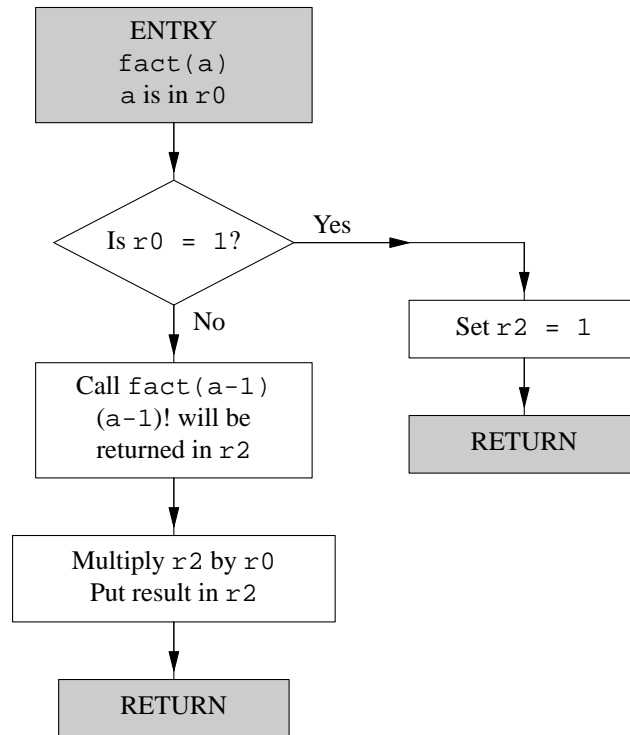 ENTRY
fact(a)
a is in r0
Is r0 = 1?
Yes
No
Set r2 = 1
RETURN
Call fact(a-1)
(a-1)! will be
returned in r2
Multiply r2 by r0
Put result in r2
RETURN